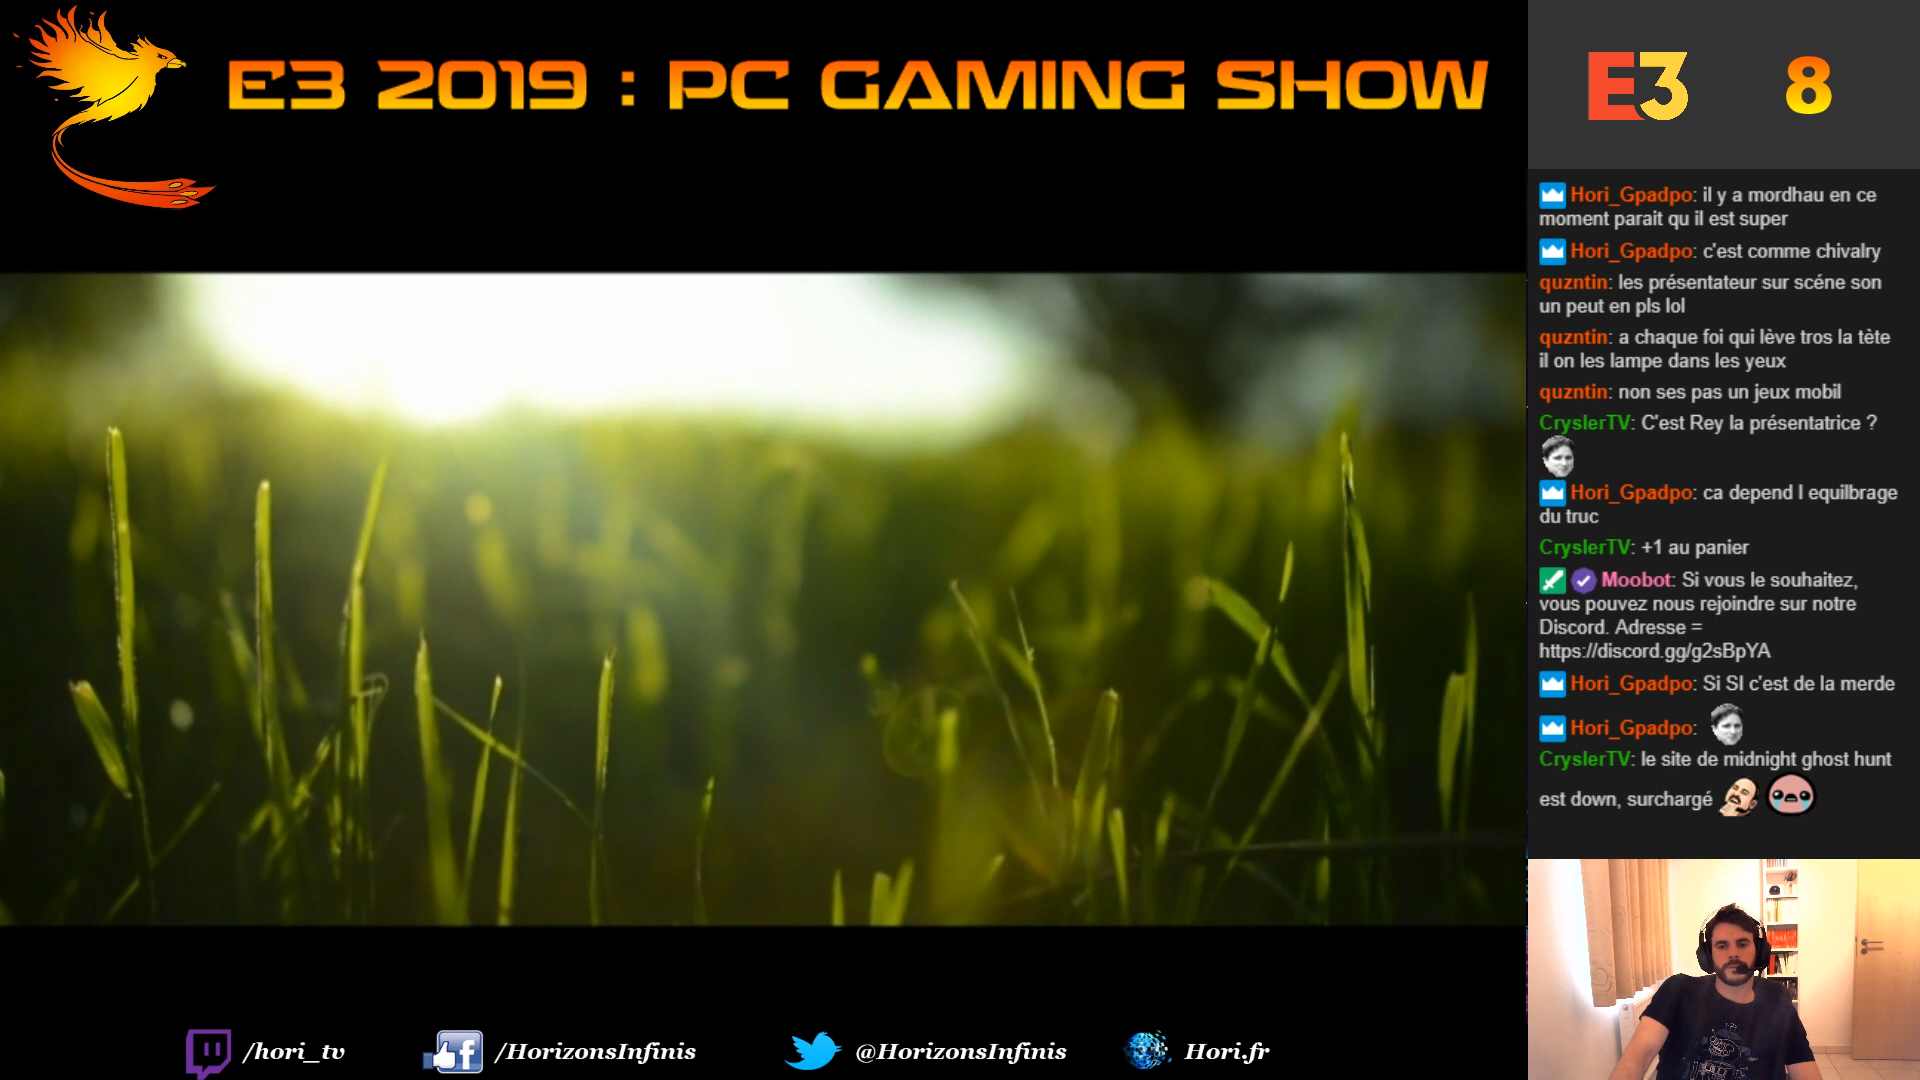 E3 2019 : PC GAMING SHOW
E3
8
Hori_Gpadpo: il y a mordhau en ce
moment parait qu il est super
Hori_Gpadpo: c'est comme chivalry
quzntin: les présentateur sur scéne son
un peut en pls lol
quzntin: a chaque foi qui lève tros la tète
il on les lampe dans les yeux
quzntin: non ses pas un jeux mobil
CryslerTV: C'est Rey la présentatrice ?
Hori_Gpadpo: ca depend l equilbrage
du truc
CryslerTV: +1 au panier
Moobot: Si vous le souhaitez,
vous pouvez nous rejoindre sur notre
Discord. Adresse =
https://discord.gg/g2sBpYA
Hori_Gpadpo: Si SI c'est de la merde
Hori_Gpadpo:
CryslerTV: le site de midnight ghost hunt
est down, surchargé
/hori_tv
/HorizonsInfinis
@HorizonsInfinis
Hori.fr